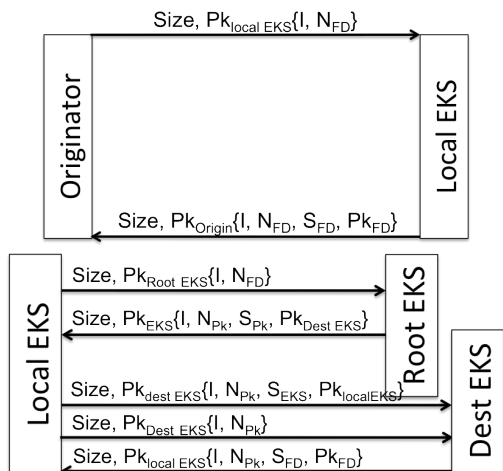 Size, Pk_local EKS{I, N_FD}
Originator
Local EKS
Size, Pk_Origin{I, N_FD, S_FD, Pk_FD}
Local EKS
Size, Pk_Root EKS{I, N_FD}
Root EKS
Size, Pk_EKS{I, N_Pk, S_Pk, Pk_Dest EKS}
Dest EKS
Size, Pk_dest EKS{I, N_Pk, S_EKS, Pk_localEKS}
Size, Pk_Dest EKS{I, N_Pk}
Size, Pk_local EKS{I, N_Pk, S_FD, Pk_FD}